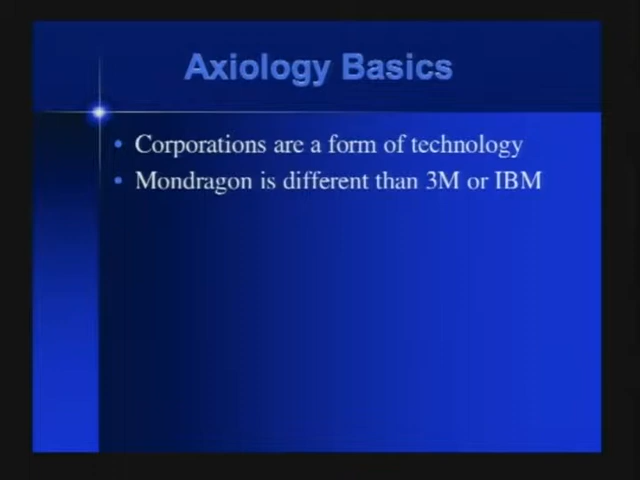 Axiology Basics
Corporations are a form of technology
Mondragon is different than 3M or IBM